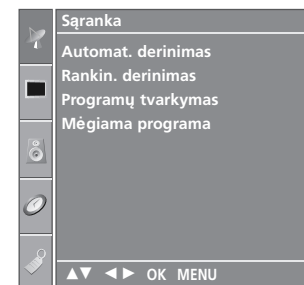 Sąranka
Automat. derinimas
Rankin. derinimas
Programų tvarkymas
Mėgiama programa
▲▼ ◄► OK MENU